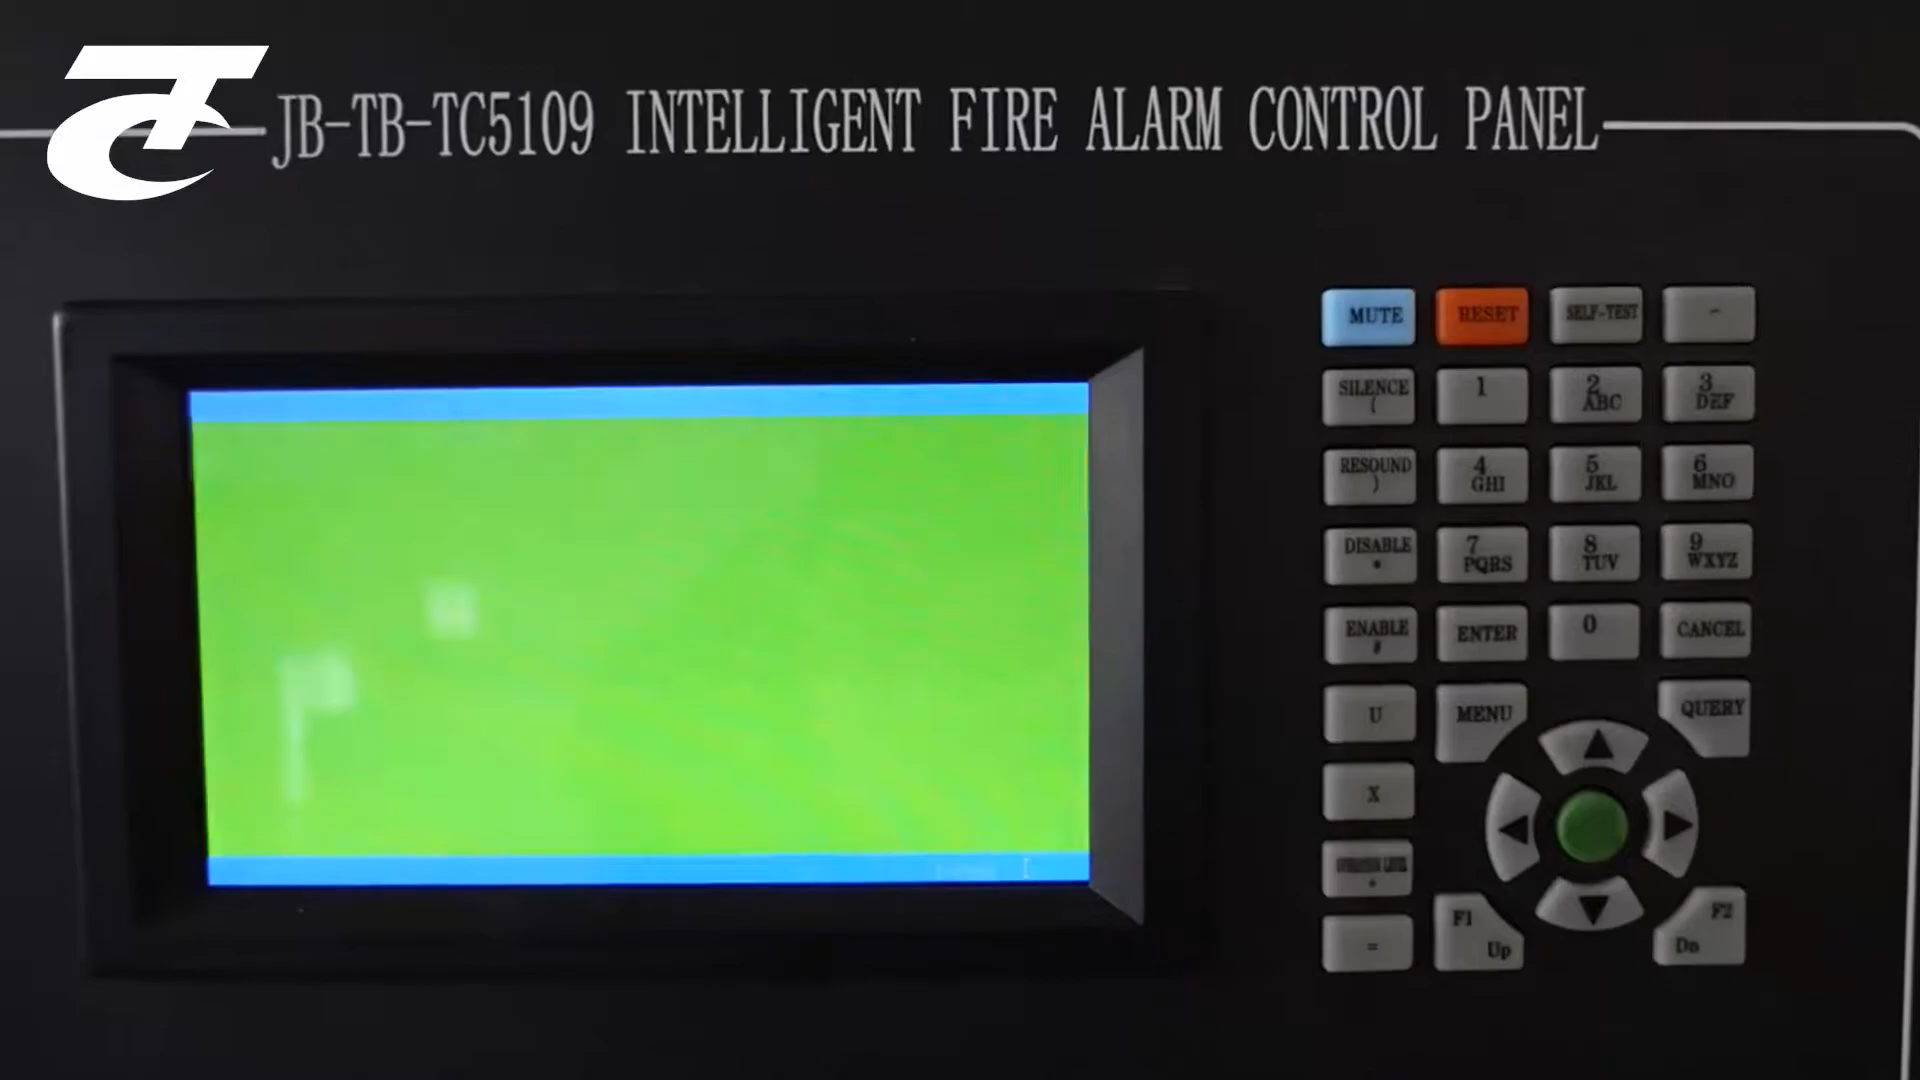 JB-TB-TC5109 INTELLIGENT FIRE ALARM CONTROL PANEL
MUTE RESET SELF-TEST -
SILENCE ( 1 2 ABC 3 DEF
RESOUND ) 4 GHI 5 JKL 6 MNO
DISABLE * 7 PQRS 8 TUV 9 WXYZ
ENABLE # ENTER 0 CANCEL
U MENU QUERY
X
=
F1 Up F2 Dn